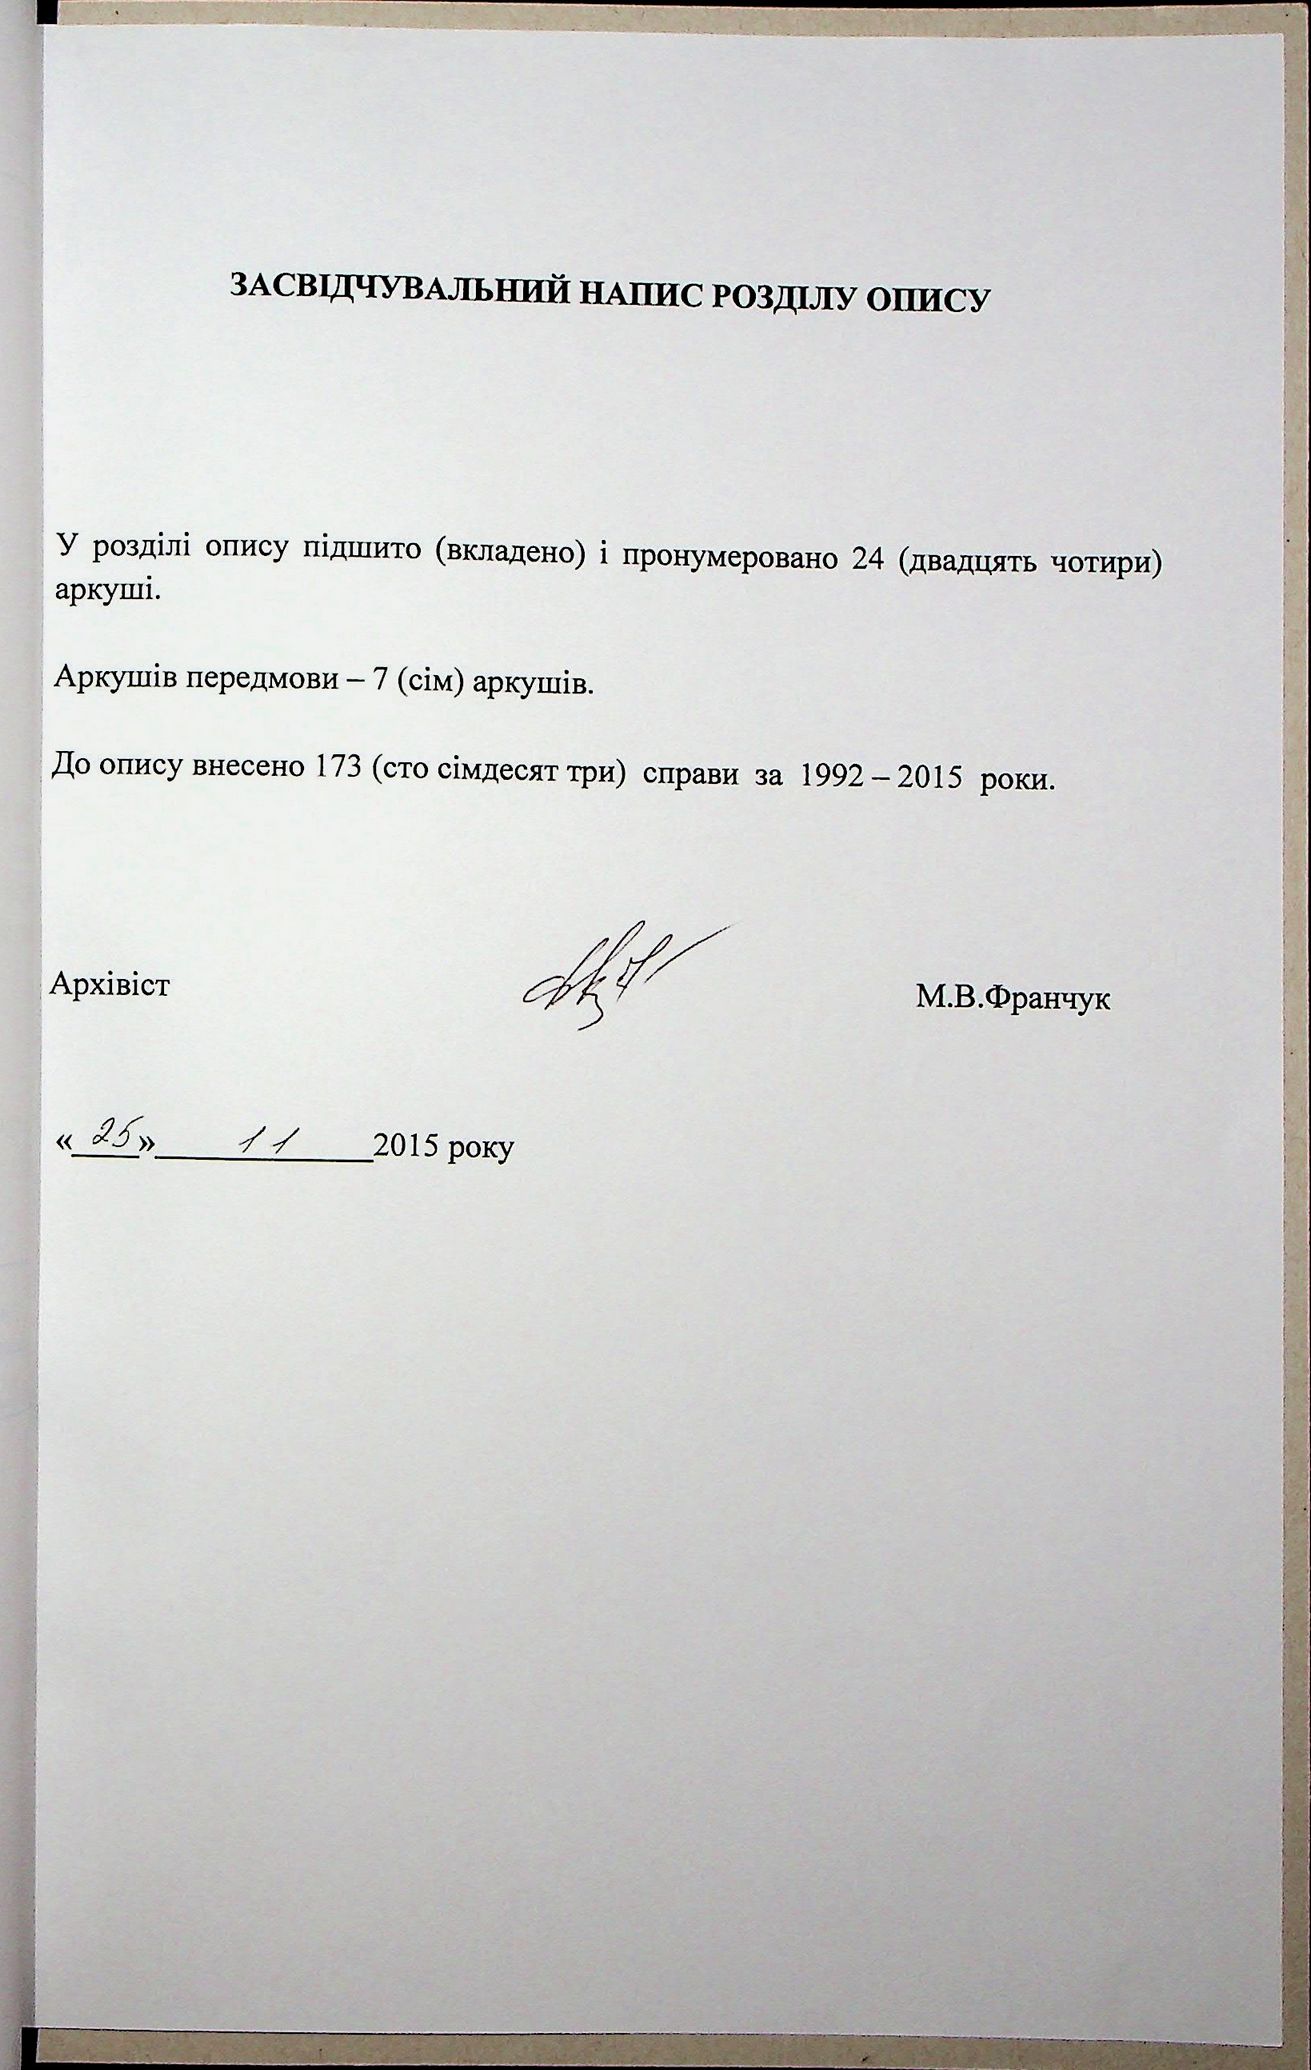 ЗАСВІДЧУВАЛЬНИЙ НАПИС РОЗДІЛУ ОПИСУ
У розділі опису підшито (вкладено) і пронумеровано 24 (двадцять чотири)
аркуші.
Аркушів передмови – 7 (сім) аркушів.
До опису внесено 173 (сто сімдесят три) справи за 1992 – 2015 роки.
Архівіст М.В.Франчук
«25» 11 2015 року